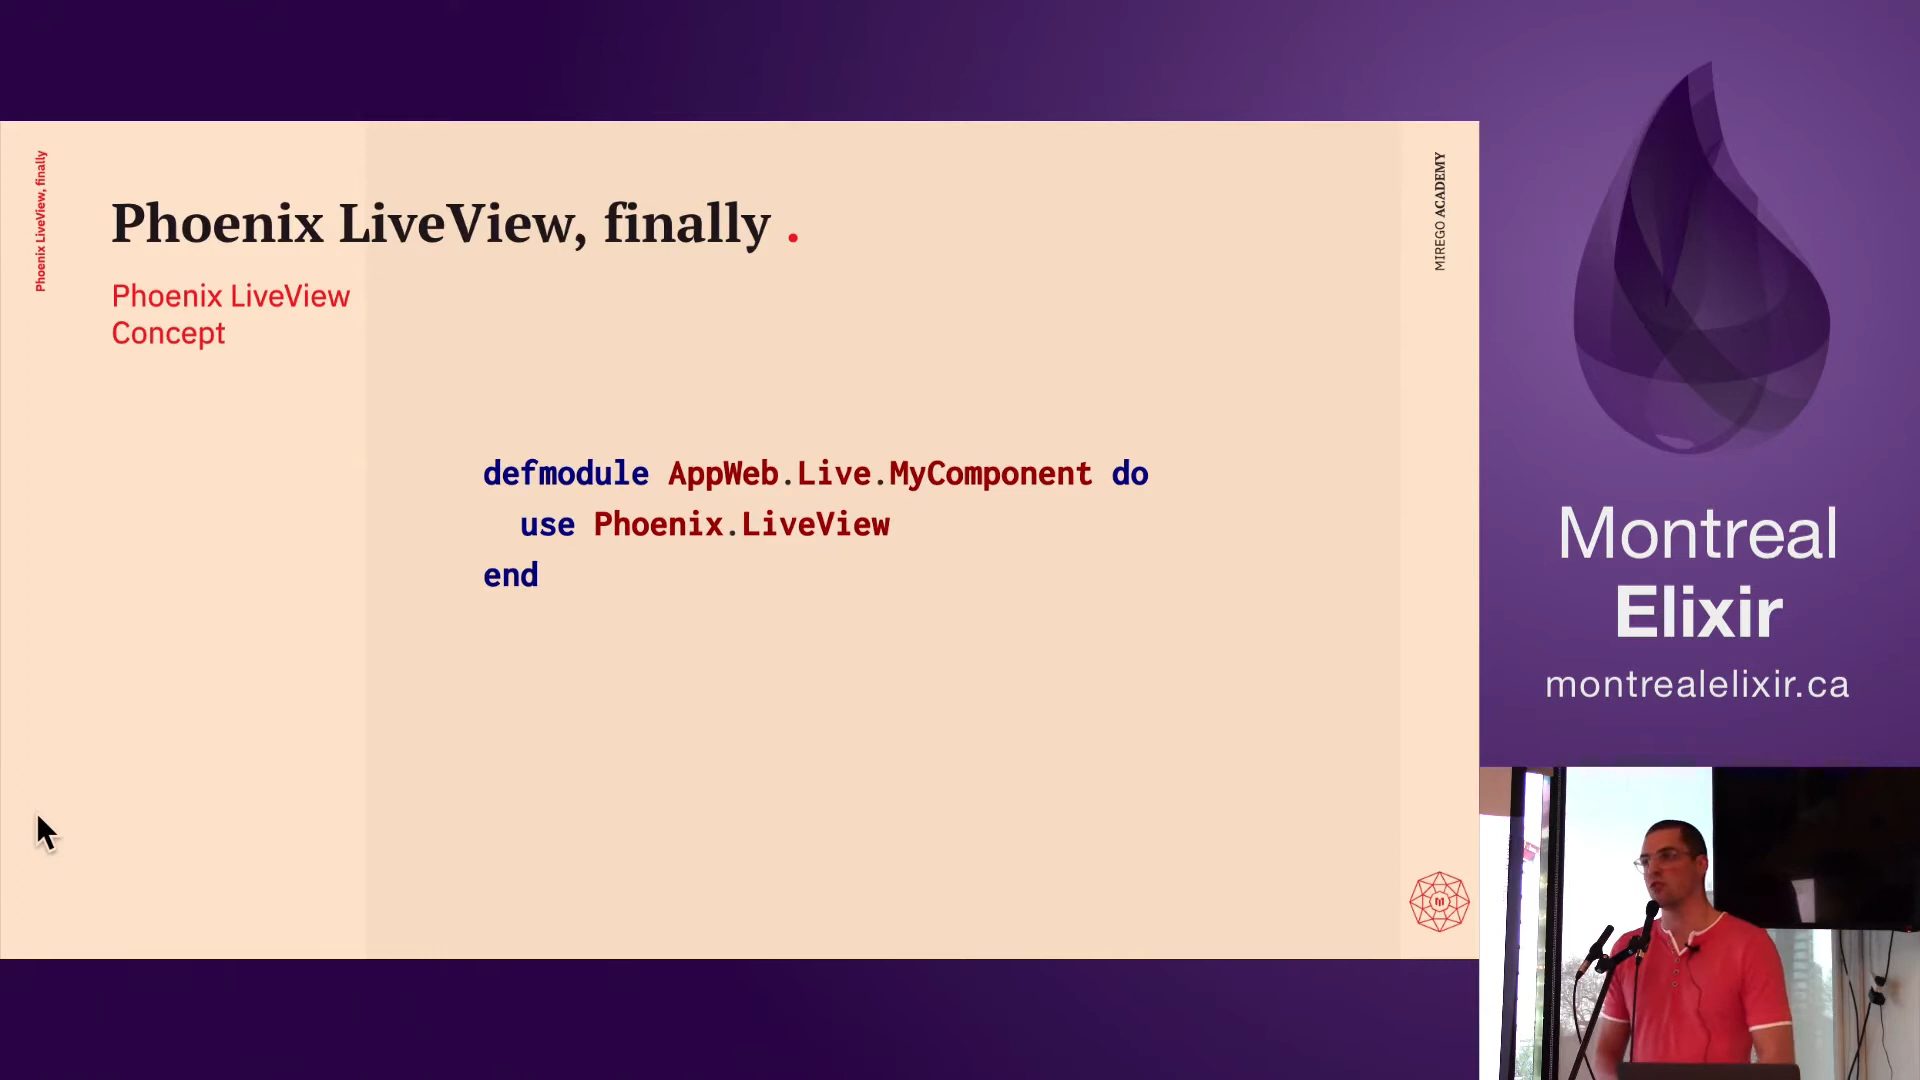 Phoenix LiveView, finally
Phoenix LiveView, finally .
Phoenix LiveView
Concept
defmodule AppWeb.Live.MyComponent do
  use Phoenix.LiveView
end
MIREGO ACADEMY
Montreal
Elixir
montrealelixir.ca